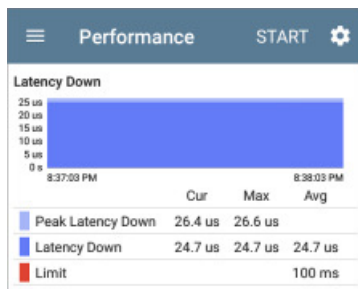 Performance START
Latency Down
25 us
20 us
15 us
10 us
5 us
0 s
8:37:03 PM 8:38:03 PM
Cur Max Avg
Peak Latency Down 26.4 us 26.6 us
Latency Down 24.7 us 24.7 us 24.7 us
Limit 100 ms